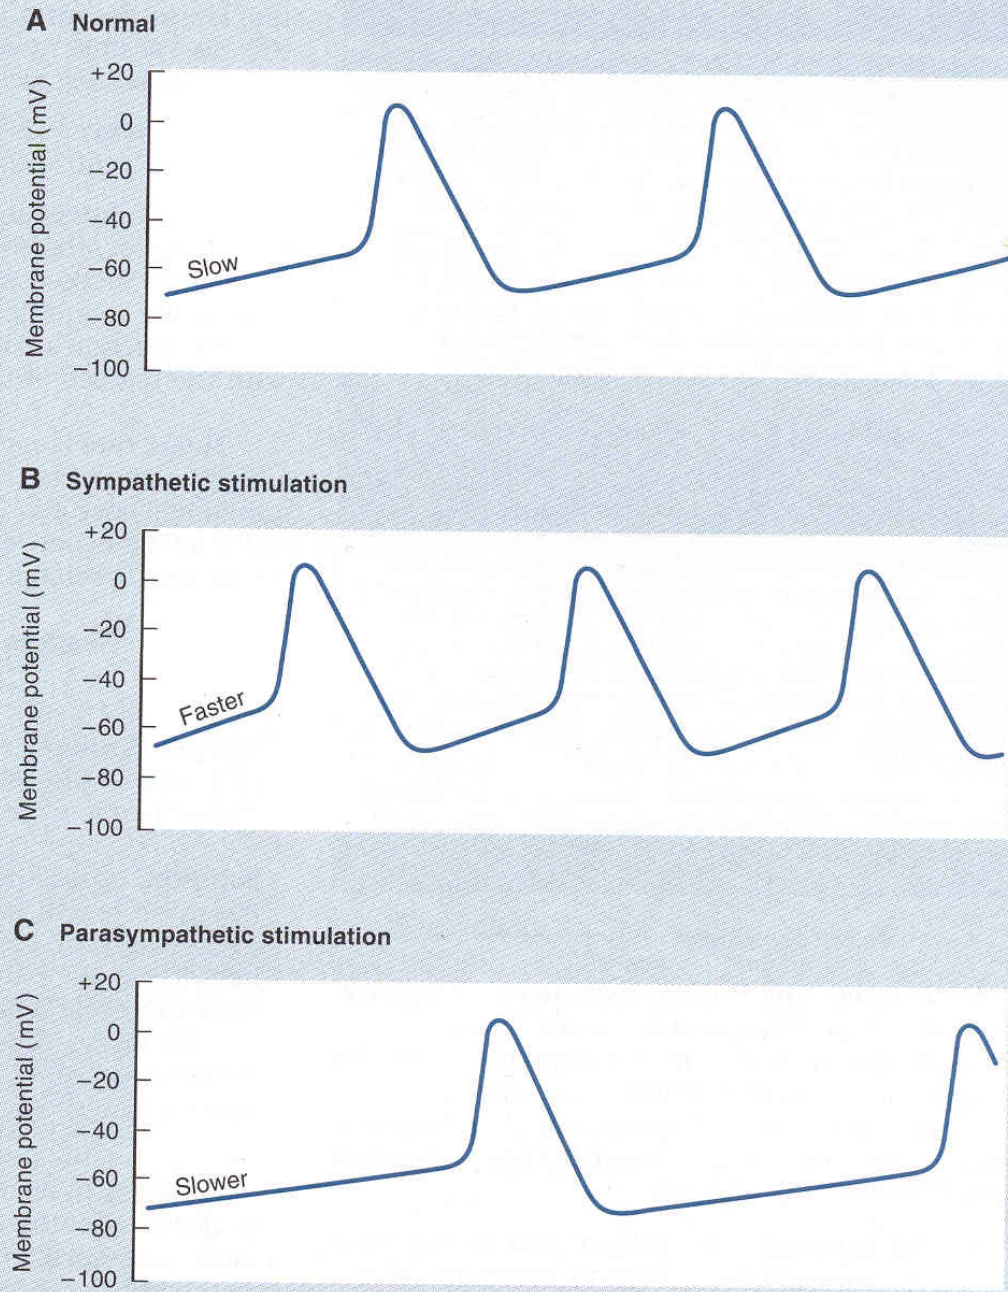 A Normal
Membrane potential (mV)
+20
0
−20
−40
−60
−80
−100
Slow
B Sympathetic stimulation
Membrane potential (mV)
+20
0
−20
−40
−60
−80
−100
Faster
C Parasympathetic stimulation
Membrane potential (mV)
+20
0
−20
−40
−60
−80
−100
Slower